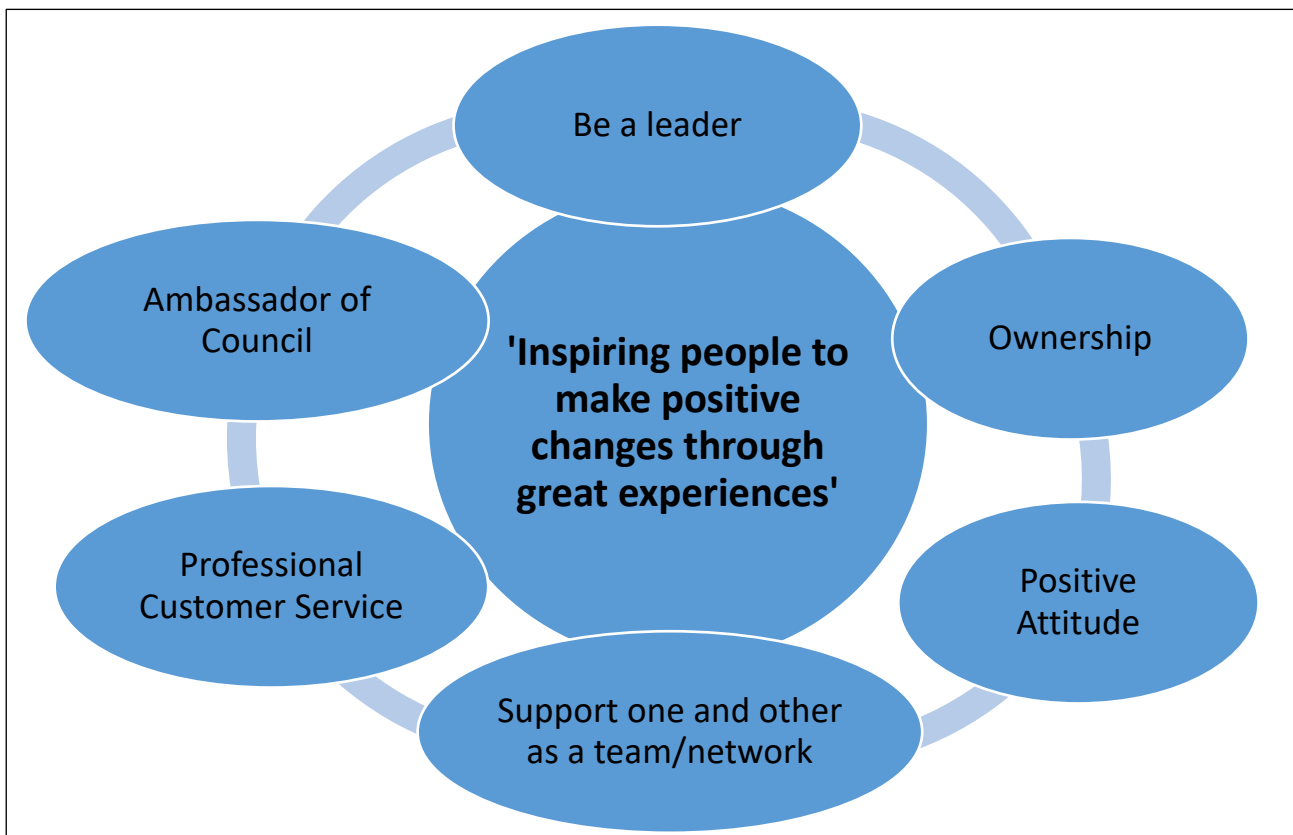 Be a leader
Ambassador of
Council
Ownership
'Inspiring people to
make positive
changes through
great experiences'
Professional
Customer Service
Positive
Attitude
Support one and other
as a team/network